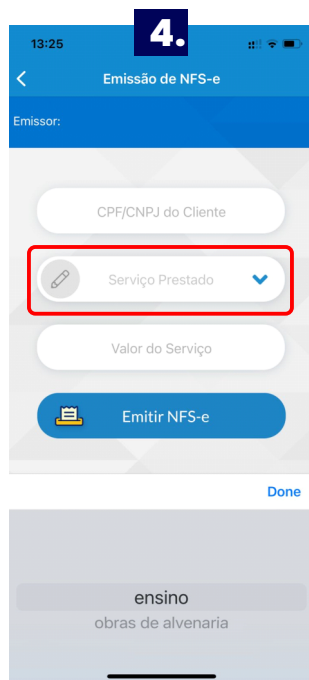 4.
13:25
Emissão de NFS-e
Emissor:
CPF/CNPJ do Cliente
Serviço Prestado
Valor do Serviço
Emitir NFS-e
Done
ensino
obras de alvenaria